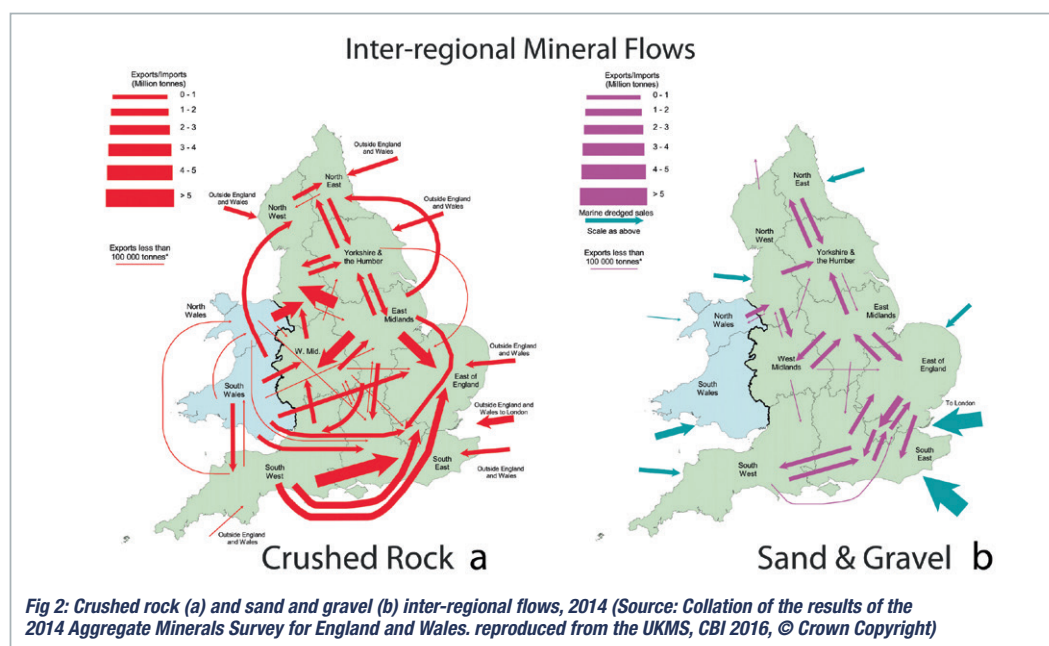 Inter-regional Mineral Flows
Exports/Imports
(Million tonnes)
0 - 1
1 - 2
2 - 3
3 - 4
4 - 5
> 5
Exports less than
100 000 tonnes*
Outside England
and Wales
North
East
Outside England
and Wales
North
West
Outside England
and Wales
Yorkshire &
the Humber
North
Wales
East
Midlands
W. Mid.
Outside England
and Wales
East of
England
South
Wales
Outside England and
Wales to London
South
East
Outside England
and Wales
South
West
Outside England
and Wales
Crushed Rock a
Exports/Imports
(Million tonnes)
0 - 1
1 - 2
2 - 3
3 - 4
4 - 5
> 5
Marine dredged sales
Scale as above
Exports less than
100 000 tonnes*
North
East
North
West
Yorkshire &
the Humber
North
Wales
East
Midlands
West
Midlands
East of
England
South
Wales
To London
South
East
South
West
Sand & Gravel b
Fig 2: Crushed rock (a) and sand and gravel (b) inter-regional flows, 2014 (Source: Collation of the results of the
2014 Aggregate Minerals Survey for England and Wales. reproduced from the UKMS, CBI 2016, © Crown Copyright)